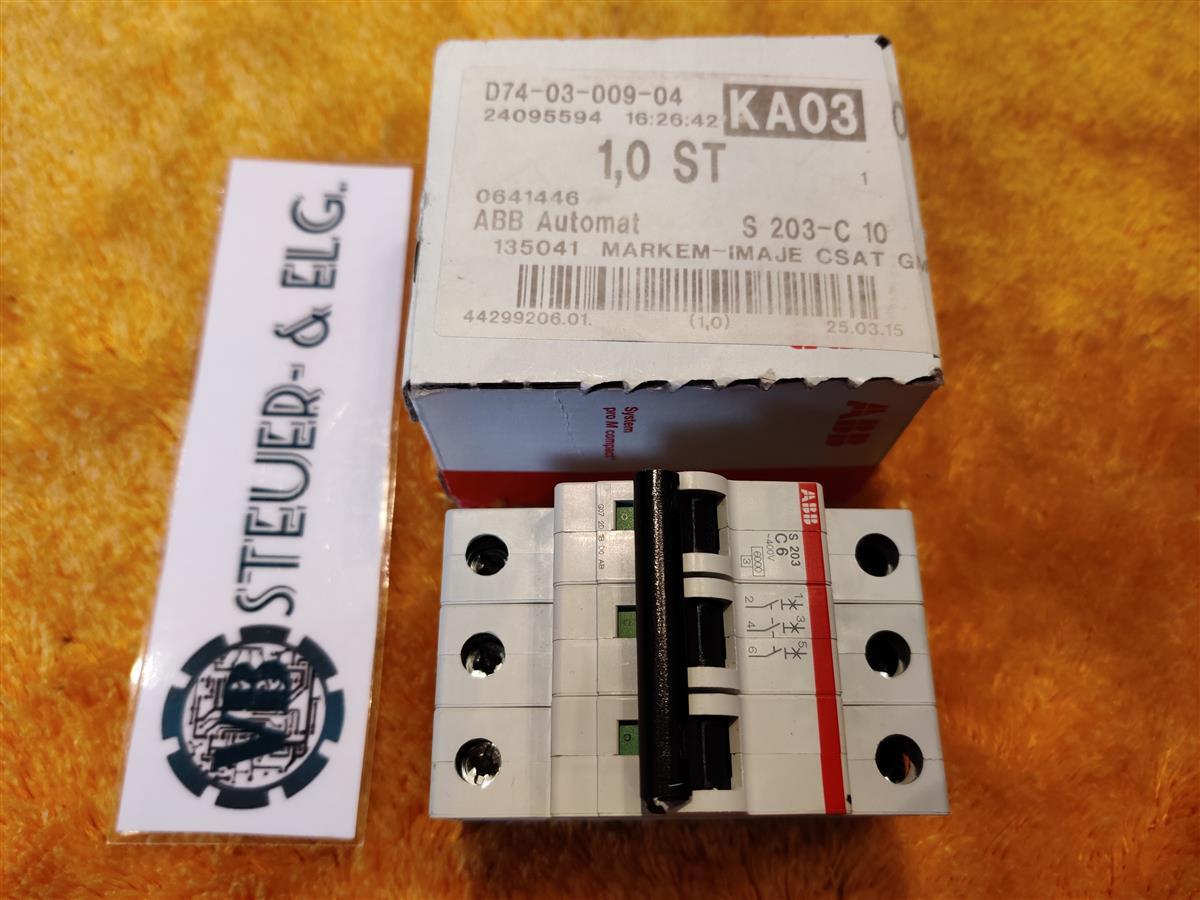 D74-03-009-04
24095594 16:26:42
KA03
1,0 ST
1
0641446
ABB Automat S 203-C 10
135041 MARKEM-IMAJE CSAT GM
44299206.01. (1,0) 25.03.15
System
pro M compact®
ABB
STEUER- & ELG.
VB
ABB
S 203
C 6
~400V
6000
3
1 3 5
2 4 6